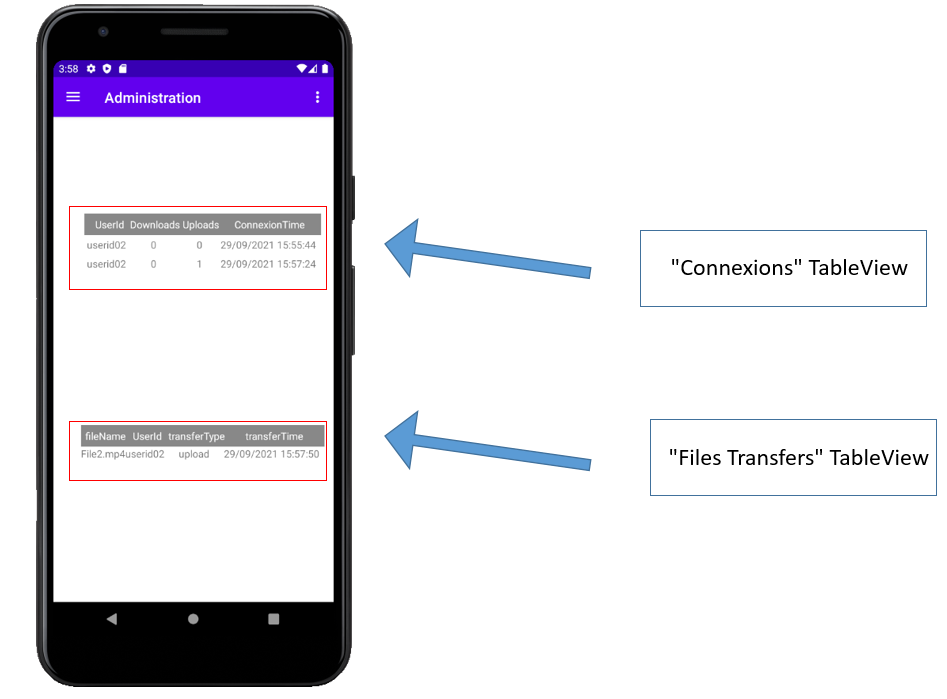 3:58
Administration
UserId Downloads Uploads ConnexionTime
userid02 0 0 29/09/2021 15:55:44
userid02 0 1 29/09/2021 15:57:24
"Connexions" TableView
fileName UserId transferType transferTime
File2.mp4userid02 upload 29/09/2021 15:57:50
"Files Transfers" TableView